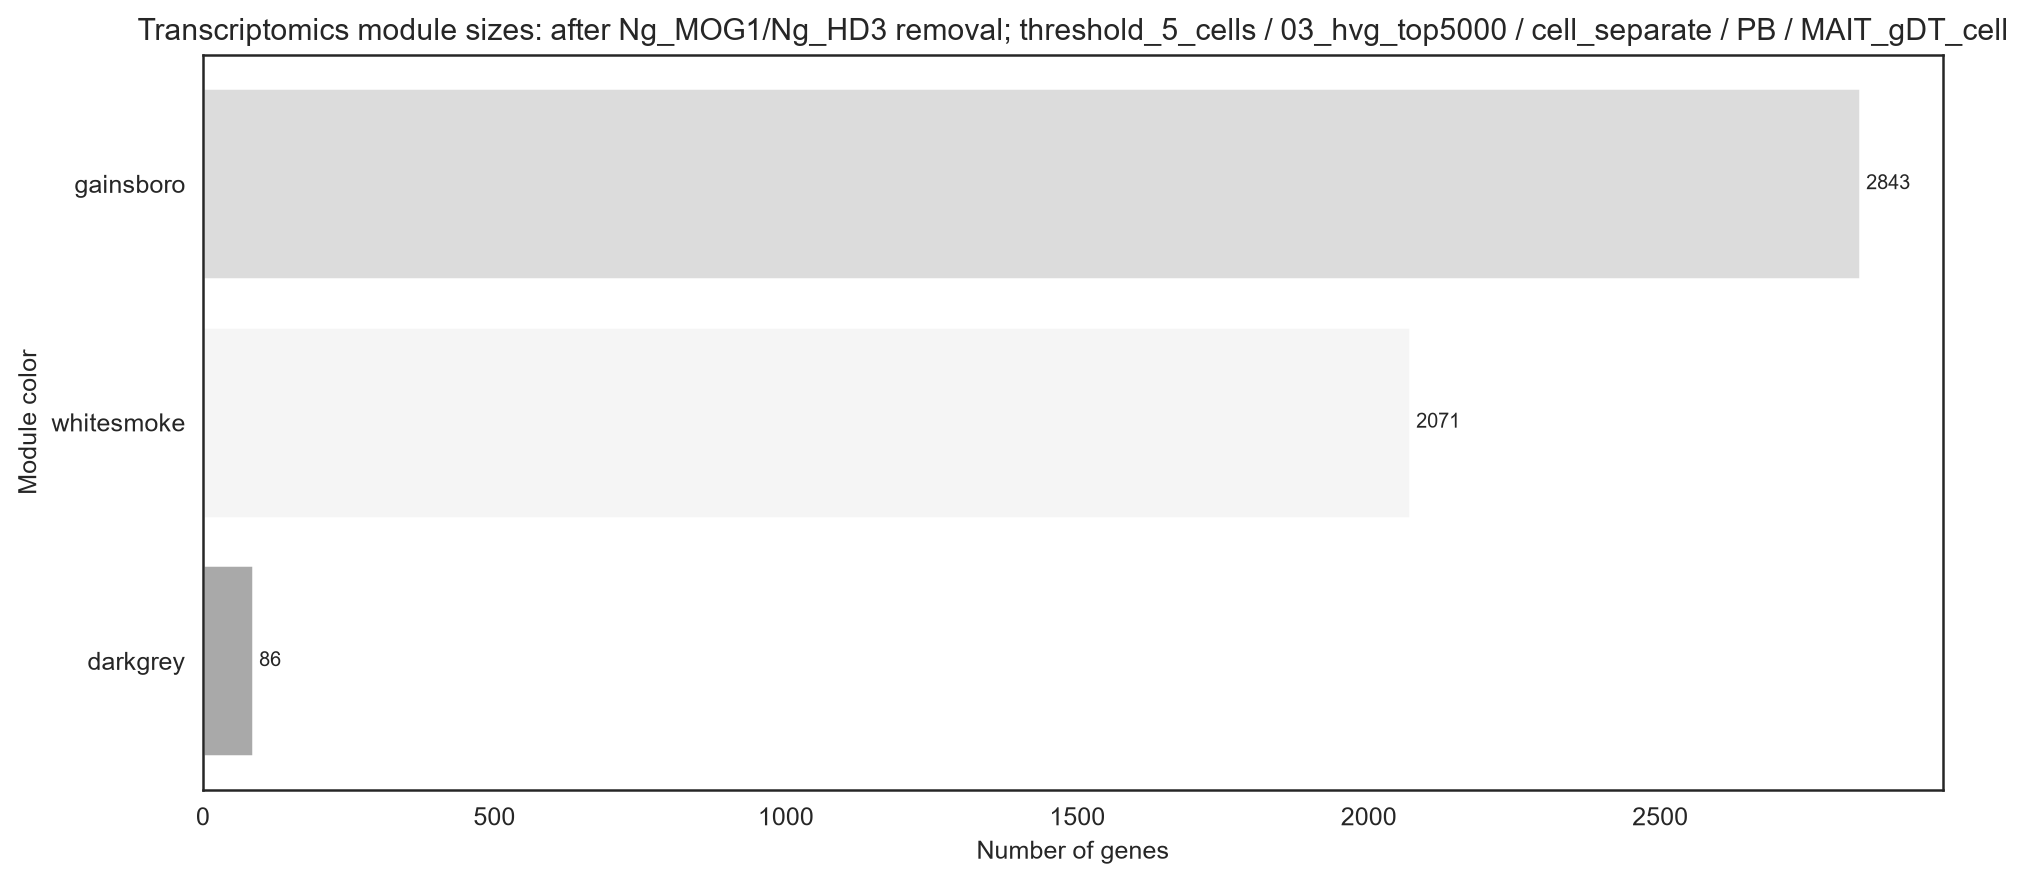 Transcriptomics module sizes: after Ng_MOG1/Ng_HD3 removal; threshold_5_cells / 03_hvg_top5000 / cell_separate / PB / MAIT_gDT_cell
gainsboro
2843
whitesmoke
2071
darkgrey
86
Module color
0 500 1000 1500 2000 2500
Number of genes